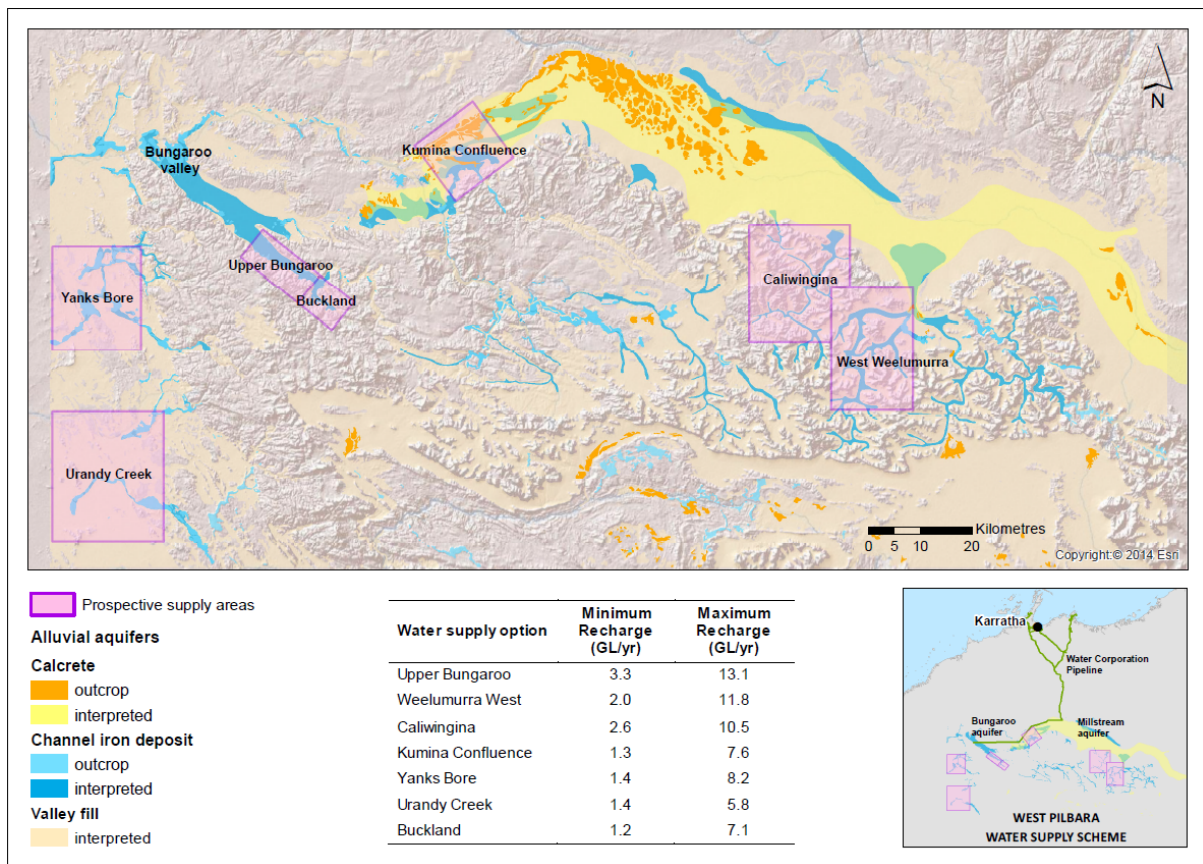 N
Bungaroo
valley
Kumina Confluence
Upper Bungaroo
Yanks Bore
Buckland
Caliwingina
West Weelumurra
Urandy Creek
Kilometres
0 5 10 20
Copyright:© 2014 Esri
Prospective supply areas
Alluvial aquifers
Calcrete
outcrop
interpreted
Channel iron deposit
outcrop
interpreted
Valley fill
interpreted
Water supply option Minimum Recharge (GL/yr) Maximum Recharge (GL/yr)
Upper Bungaroo 3.3 13.1
Weelumurra West 2.0 11.8
Caliwingina 2.6 10.5
Kumina Confluence 1.3 7.6
Yanks Bore 1.4 8.2
Urandy Creek 1.4 5.8
Buckland 1.2 7.1
Karratha
Water Corporation
Pipeline
Bungaroo
aquifer
Millstream
aquifer
WEST PILBARA
WATER SUPPLY SCHEME